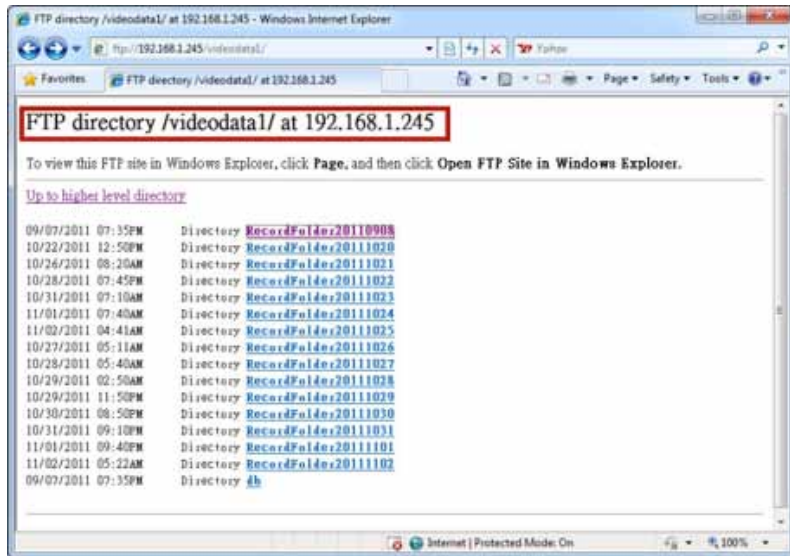 FTP directory /videodata1/ at 192.168.1.245 - Windows Internet Explorer
ftp://192.168.1.245/videodata1/
Yahoo
Favorites FTP directory /videodata1/ at 192.168.1.245 Page Safety Tools
FTP directory /videodata1/ at 192.168.1.245
To view this FTP site in Windows Explorer, click Page, and then click Open FTP Site in Windows Explorer.
Up to higher level directory
09/07/2011 07:35PM Directory RecordFolder20110908
10/22/2011 12:50PM Directory RecordFolder20111020
10/26/2011 08:20AM Directory RecordFolder20111021
10/28/2011 07:45PM Directory RecordFolder20111022
10/31/2011 07:10AM Directory RecordFolder20111023
11/01/2011 07:40AM Directory RecordFolder20111024
11/02/2011 04:41AM Directory RecordFolder20111025
10/27/2011 05:11AM Directory RecordFolder20111026
10/28/2011 05:40AM Directory RecordFolder20111027
10/29/2011 02:50AM Directory RecordFolder20111028
10/29/2011 11:50PM Directory RecordFolder20111029
10/30/2011 08:50PM Directory RecordFolder20111030
10/31/2011 09:10PM Directory RecordFolder20111031
11/01/2011 09:40PM Directory RecordFolder20111101
11/02/2011 05:22AM Directory RecordFolder20111102
09/07/2011 07:35PM Directory db
Internet | Protected Mode: On 100%